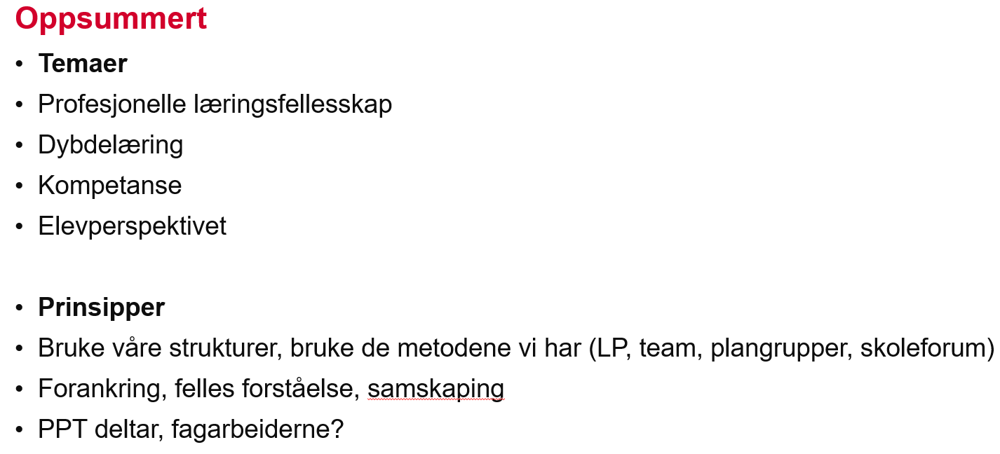 Oppsummert
• Temaer
• Profesjonelle læringsfellesskap
• Dybdelæring
• Kompetanse
• Elevperspektivet
• Prinsipper
• Bruke våre strukturer, bruke de metodene vi har (LP, team, plangrupper, skoleforum)
• Forankring, felles forståelse, samskaping
• PPT deltar, fagarbeiderne?